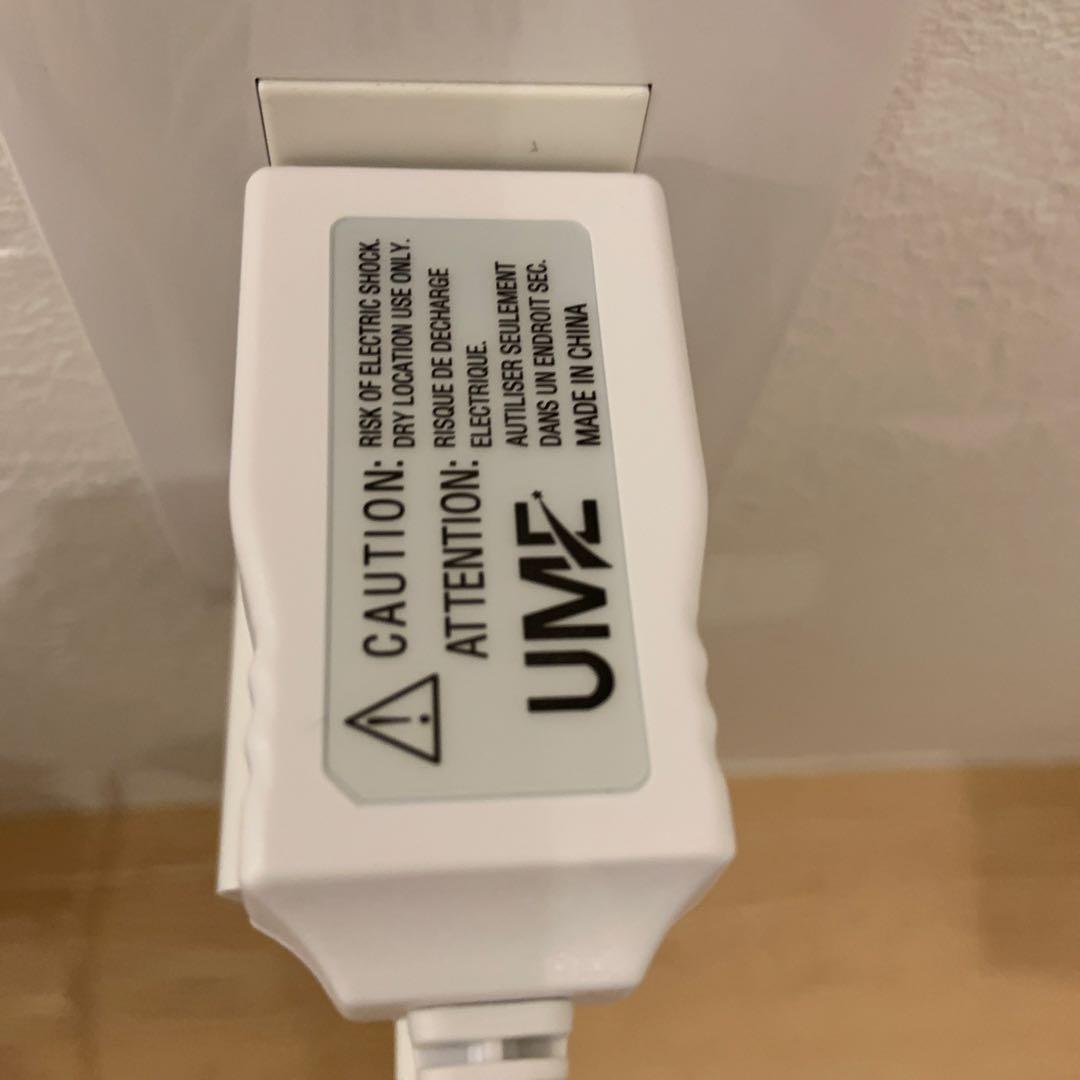 CAUTION: RISK OF ELECTRIC SHOCK.
DRY LOCATION USE ONLY.
ATTENTION: RISQUE DE DECHARGE
ELECTRIQUE.
AUTILISER SEULEMENT
DANS UN ENDROIT SEC.
MADE IN CHINA
UME